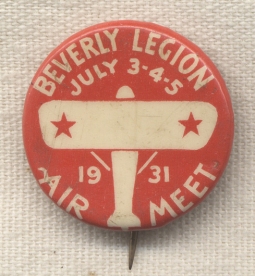 BEVERLY LEGION
JULY 3-4-5
19 31
AIR MEET